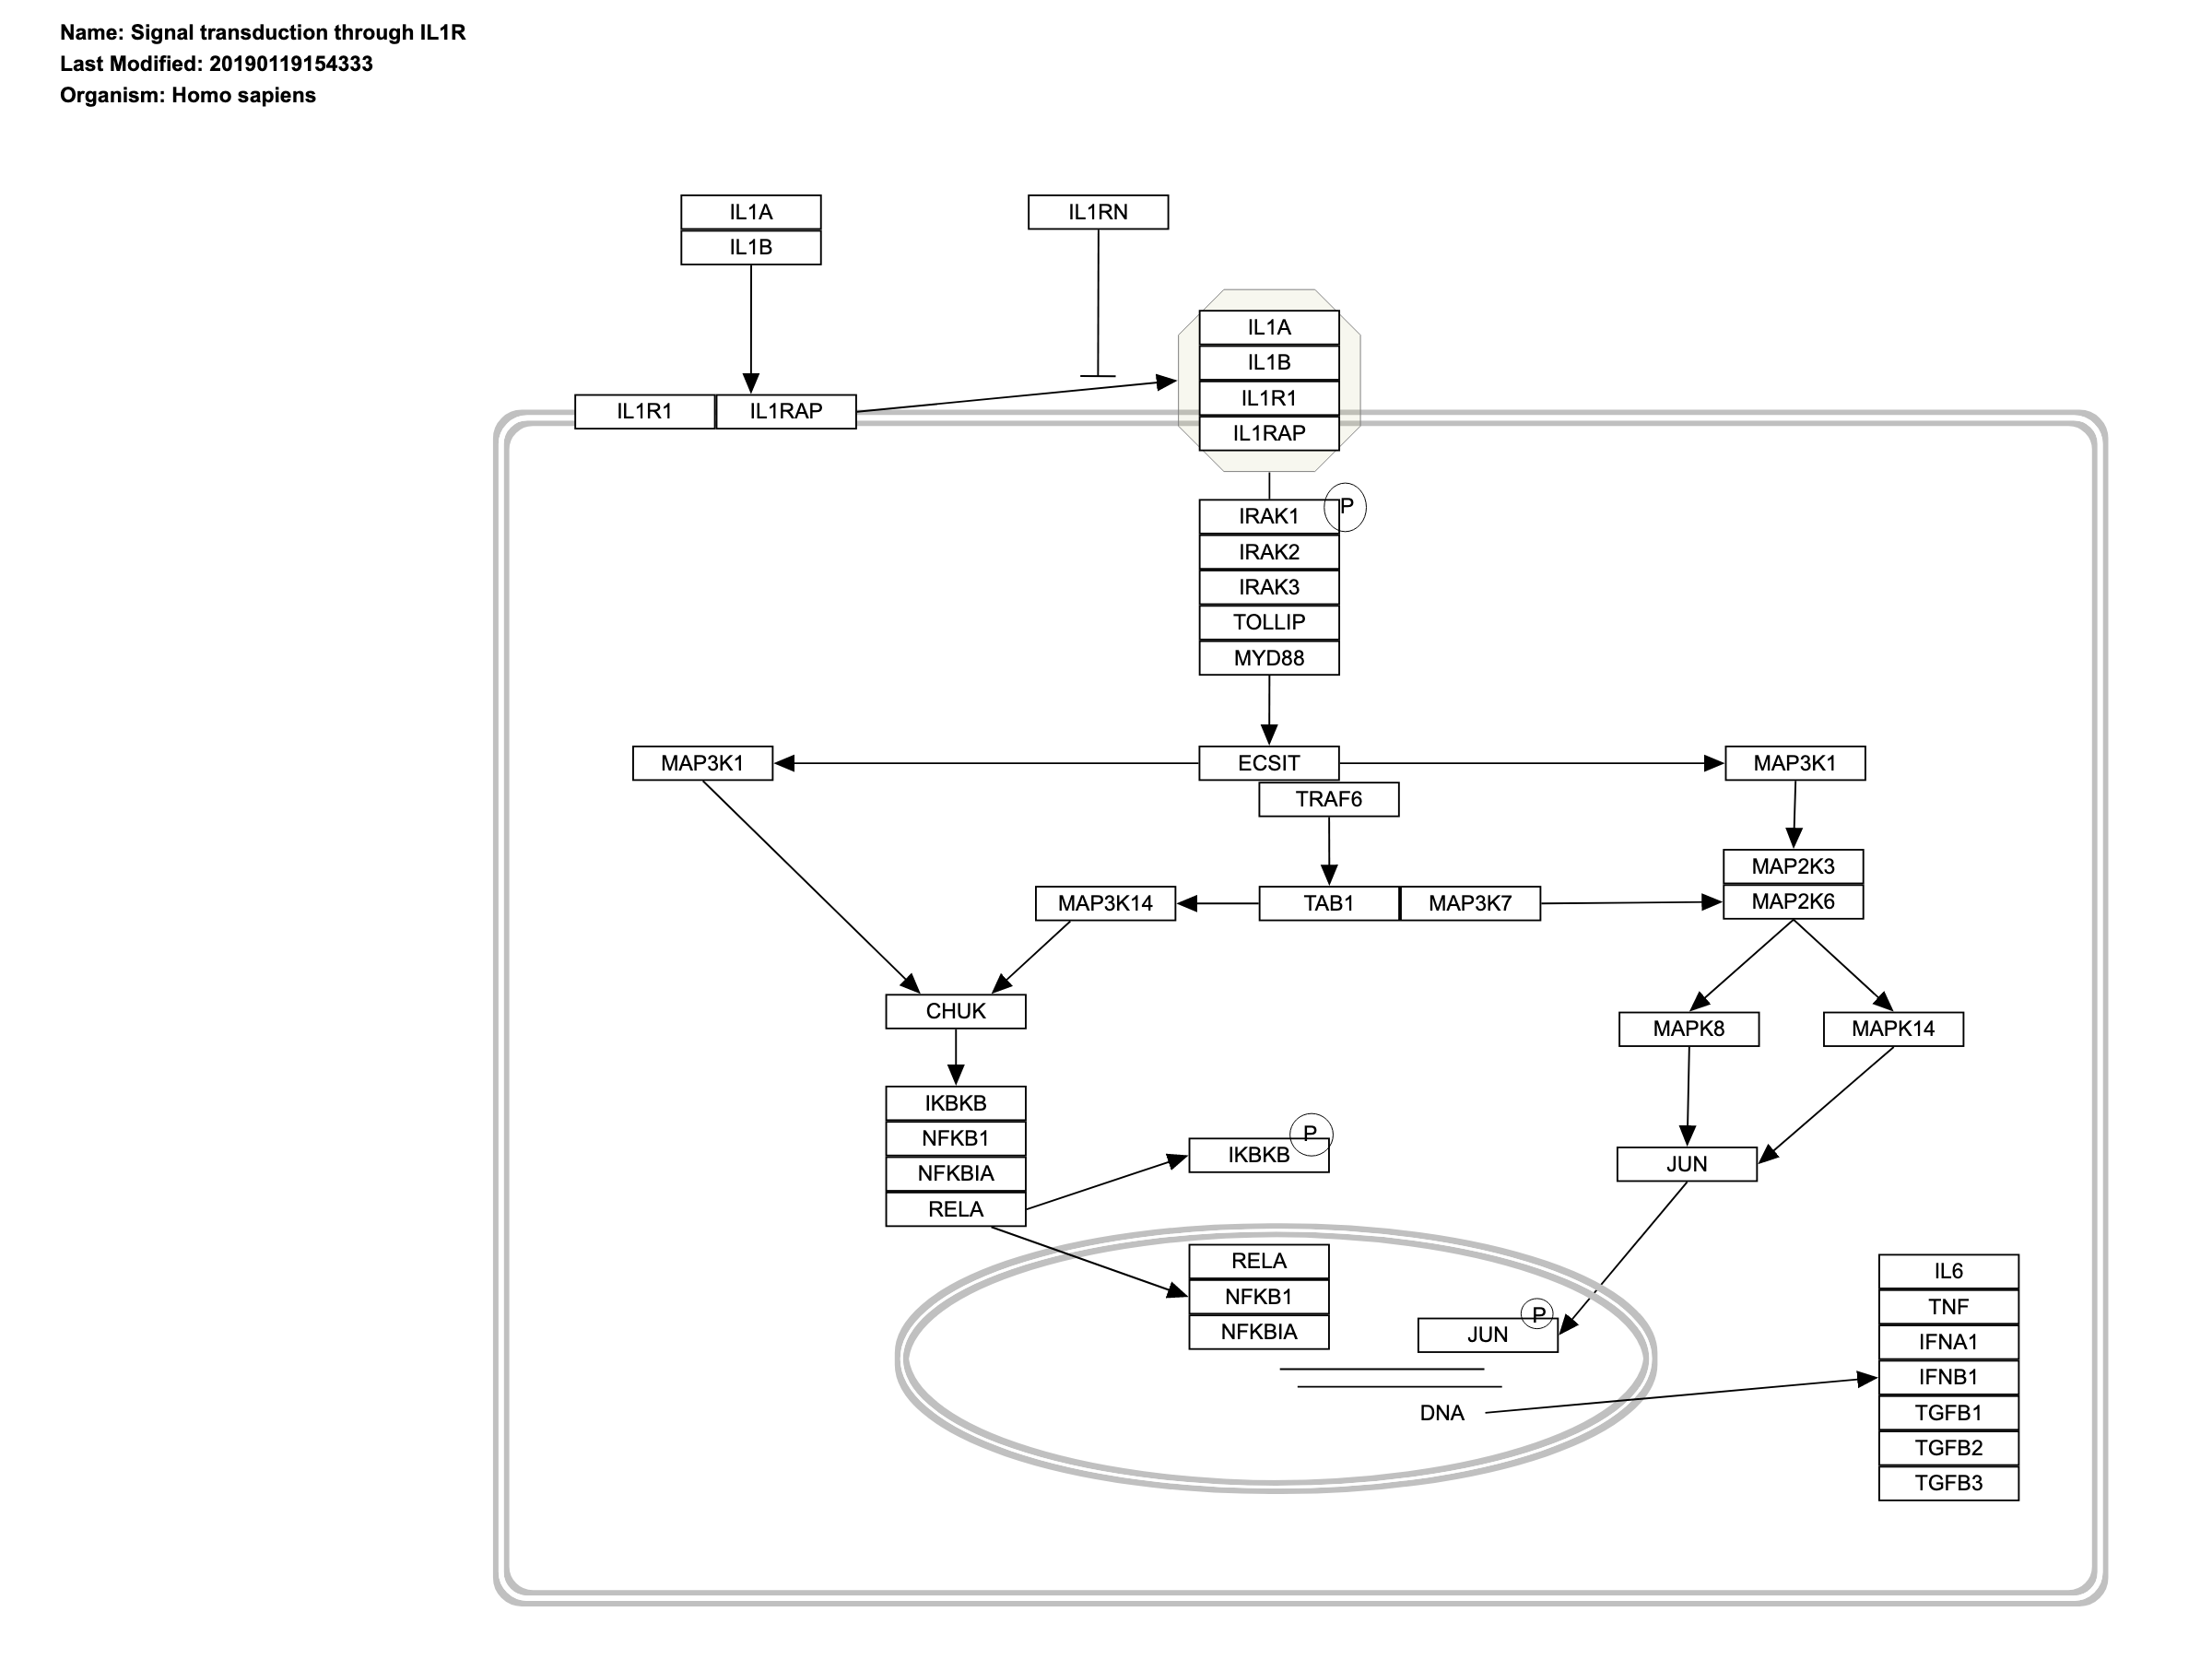 Name: Signal transduction through IL1R
Last Modified: 20190119154333
Organism: Homo sapiens
IL1A
IL1B
IL1RN
IL1A
IL1B
IL1R1
IL1RAP
IL1R1
IL1RAP
IRAK1
P
IRAK2
IRAK3
TOLLIP
MYD88
MAP3K1
ECSIT
MAP3K1
TRAF6
MAP2K3
MAP2K6
MAP3K14
TAB1
MAP3K7
CHUK
MAPK8
MAPK14
IKBKB
NFKB1
NFKBIA
RELA
P
IKBKB
JUN
RELA
NFKB1
NFKBIA
P
JUN
DNA
IL6
TNF
IFNA1
IFNB1
TGFB1
TGFB2
TGFB3